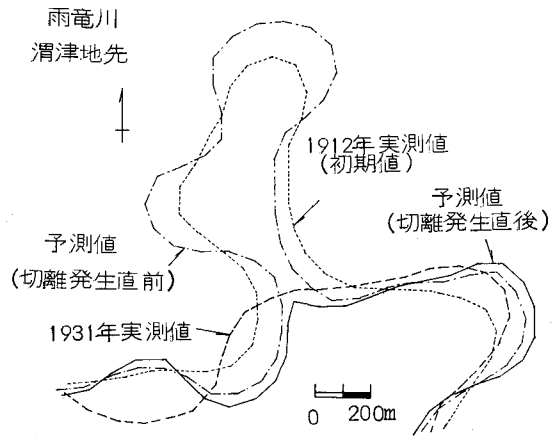 雨竜川
渭津地先
1912年実測値
(初期値)
予測値
(切離発生直後)
予測値
(切離発生直前)
1931年実測値
0 200m